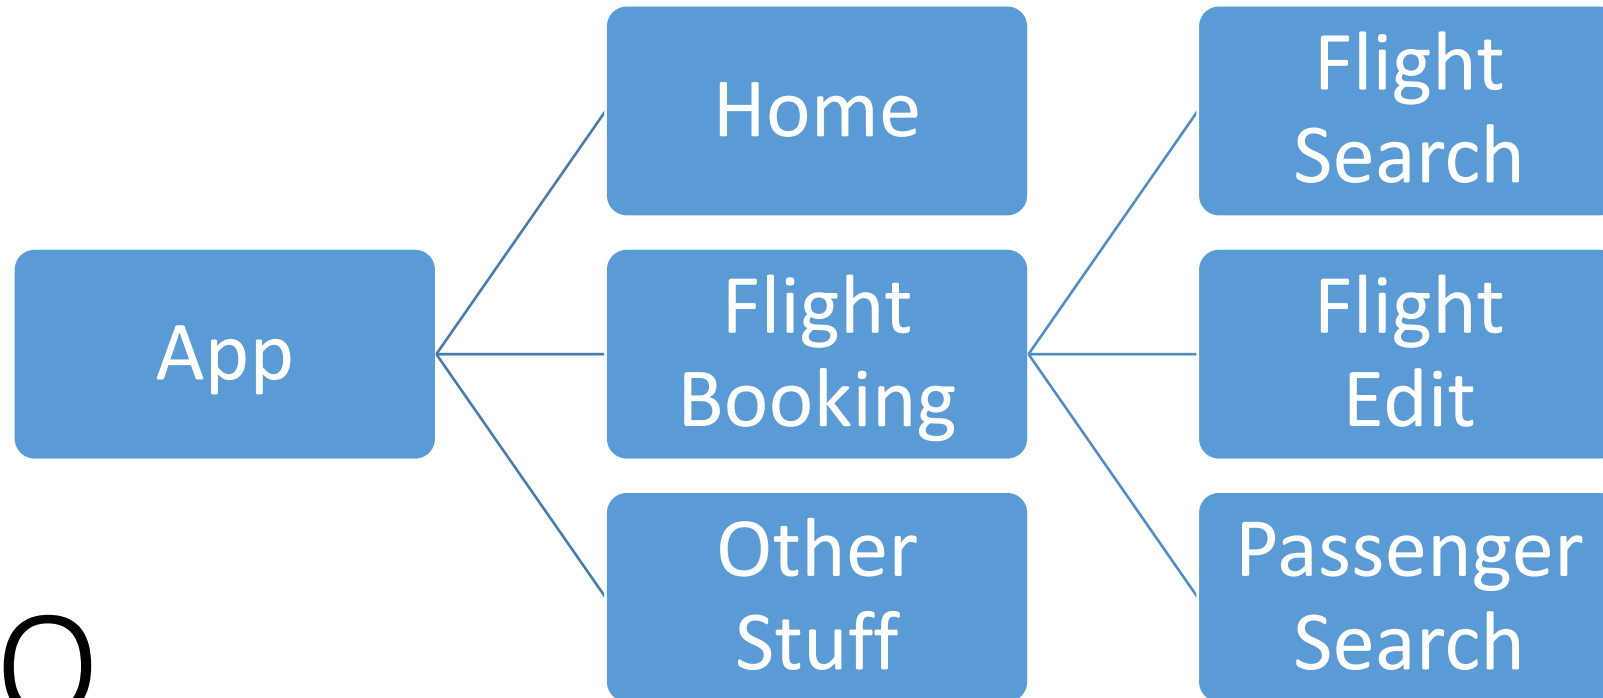 App
Home
Flight
Booking
Other
Stuff
Flight
Search
Flight
Edit
Passenger
Search